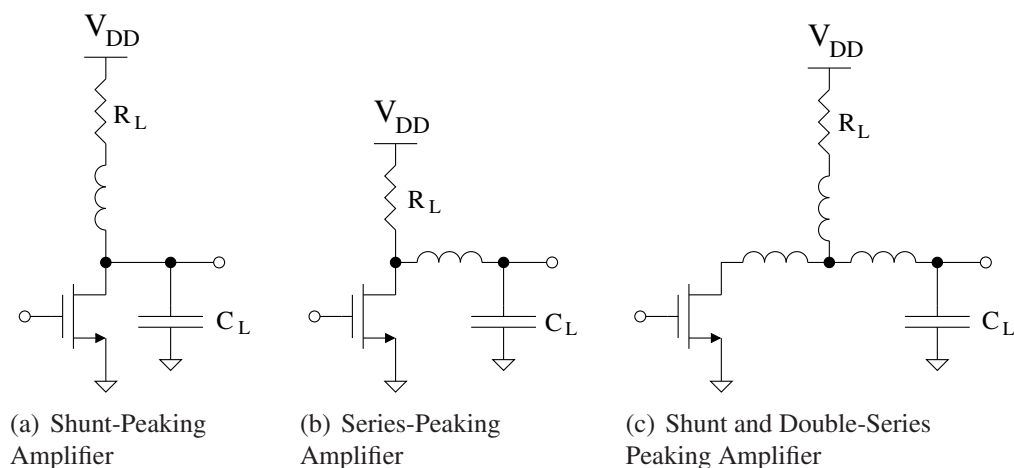 V_DD
R_L
C_L
(a) Shunt-Peaking
Amplifier
V_DD
R_L
C_L
(b) Series-Peaking
Amplifier
V_DD
R_L
C_L
(c) Shunt and Double-Series
Peaking Amplifier